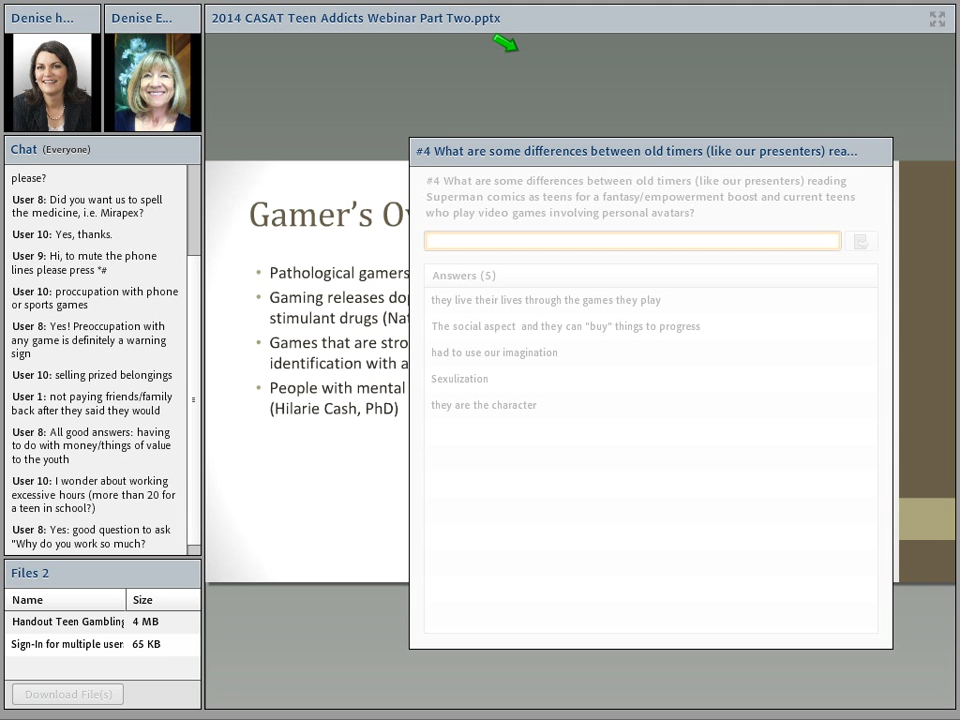 Denise h...
Denise E...
2014 CASAT Teen Addicts Webinar Part Two.pptx
Chat (Everyone)
please?
User 8: Did you want us to spell
the medicine, i.e. Mirapex?
User 10: Yes, thanks.
User 9: Hi, to mute the phone
lines please press *#
User 10: proccupation with phone
or sports games
User 8: Yes! Preoccupation with
any game is definitely a warning
sign
User 10: selling prized belongings
User 1: not paying friends/family
back after they said they would
User 8: All good answers: having
to do with money/things of value
to the youth
User 10: I wonder about working
excessive hours (more than 20 for
a teen in school?)
User 8: Yes: good question to ask
"Why do you work so much?
Files 2
Name Size
Handout Teen Gambling 4 MB
Sign-In for multiple user 65 KB
Download File(s)
Gamer's
• Pathological gamers
• Gaming releases
stimulant drugs
• Games that are
identification with
• People with mental
(Hilarie Cash, PhD)
#4 What are some differences between old timers (like our presenters) rea...
#4 What are some differences between old timers (like our presenters) reading
Superman comics as teens for a fantasy/empowerment boost and current teens
who play video games involving personal avatars?
Answers (5)
they live their lives through the games they play
The social aspect and they can "buy" things to progress
had to use our imagination
Sexulization
they are the character